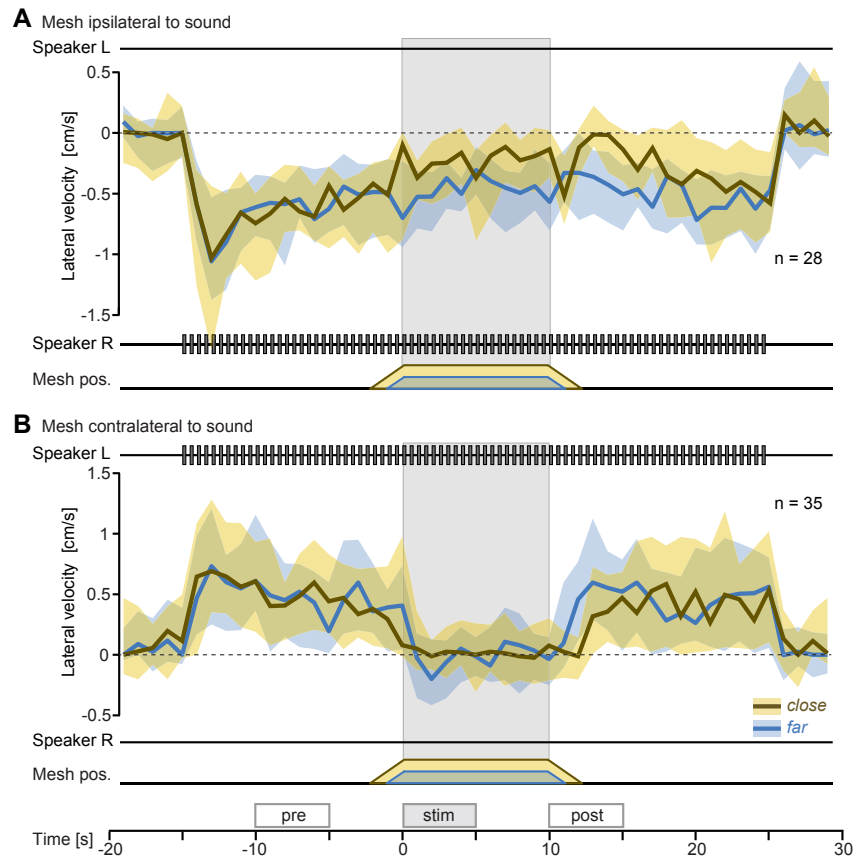 A Mesh ipsilateral to sound
Speaker L
0.5
0
-0.5
-1
-1.5
Lateral velocity [cm/s]
n = 28
Speaker R
Mesh pos.
B Mesh contralateral to sound
Speaker L
1.5
1
0.5
0
-0.5
Lateral velocity [cm/s]
n = 35
close
far
Speaker R
Mesh pos.
pre stim post
Time [s] -20 -10 0 10 20 30